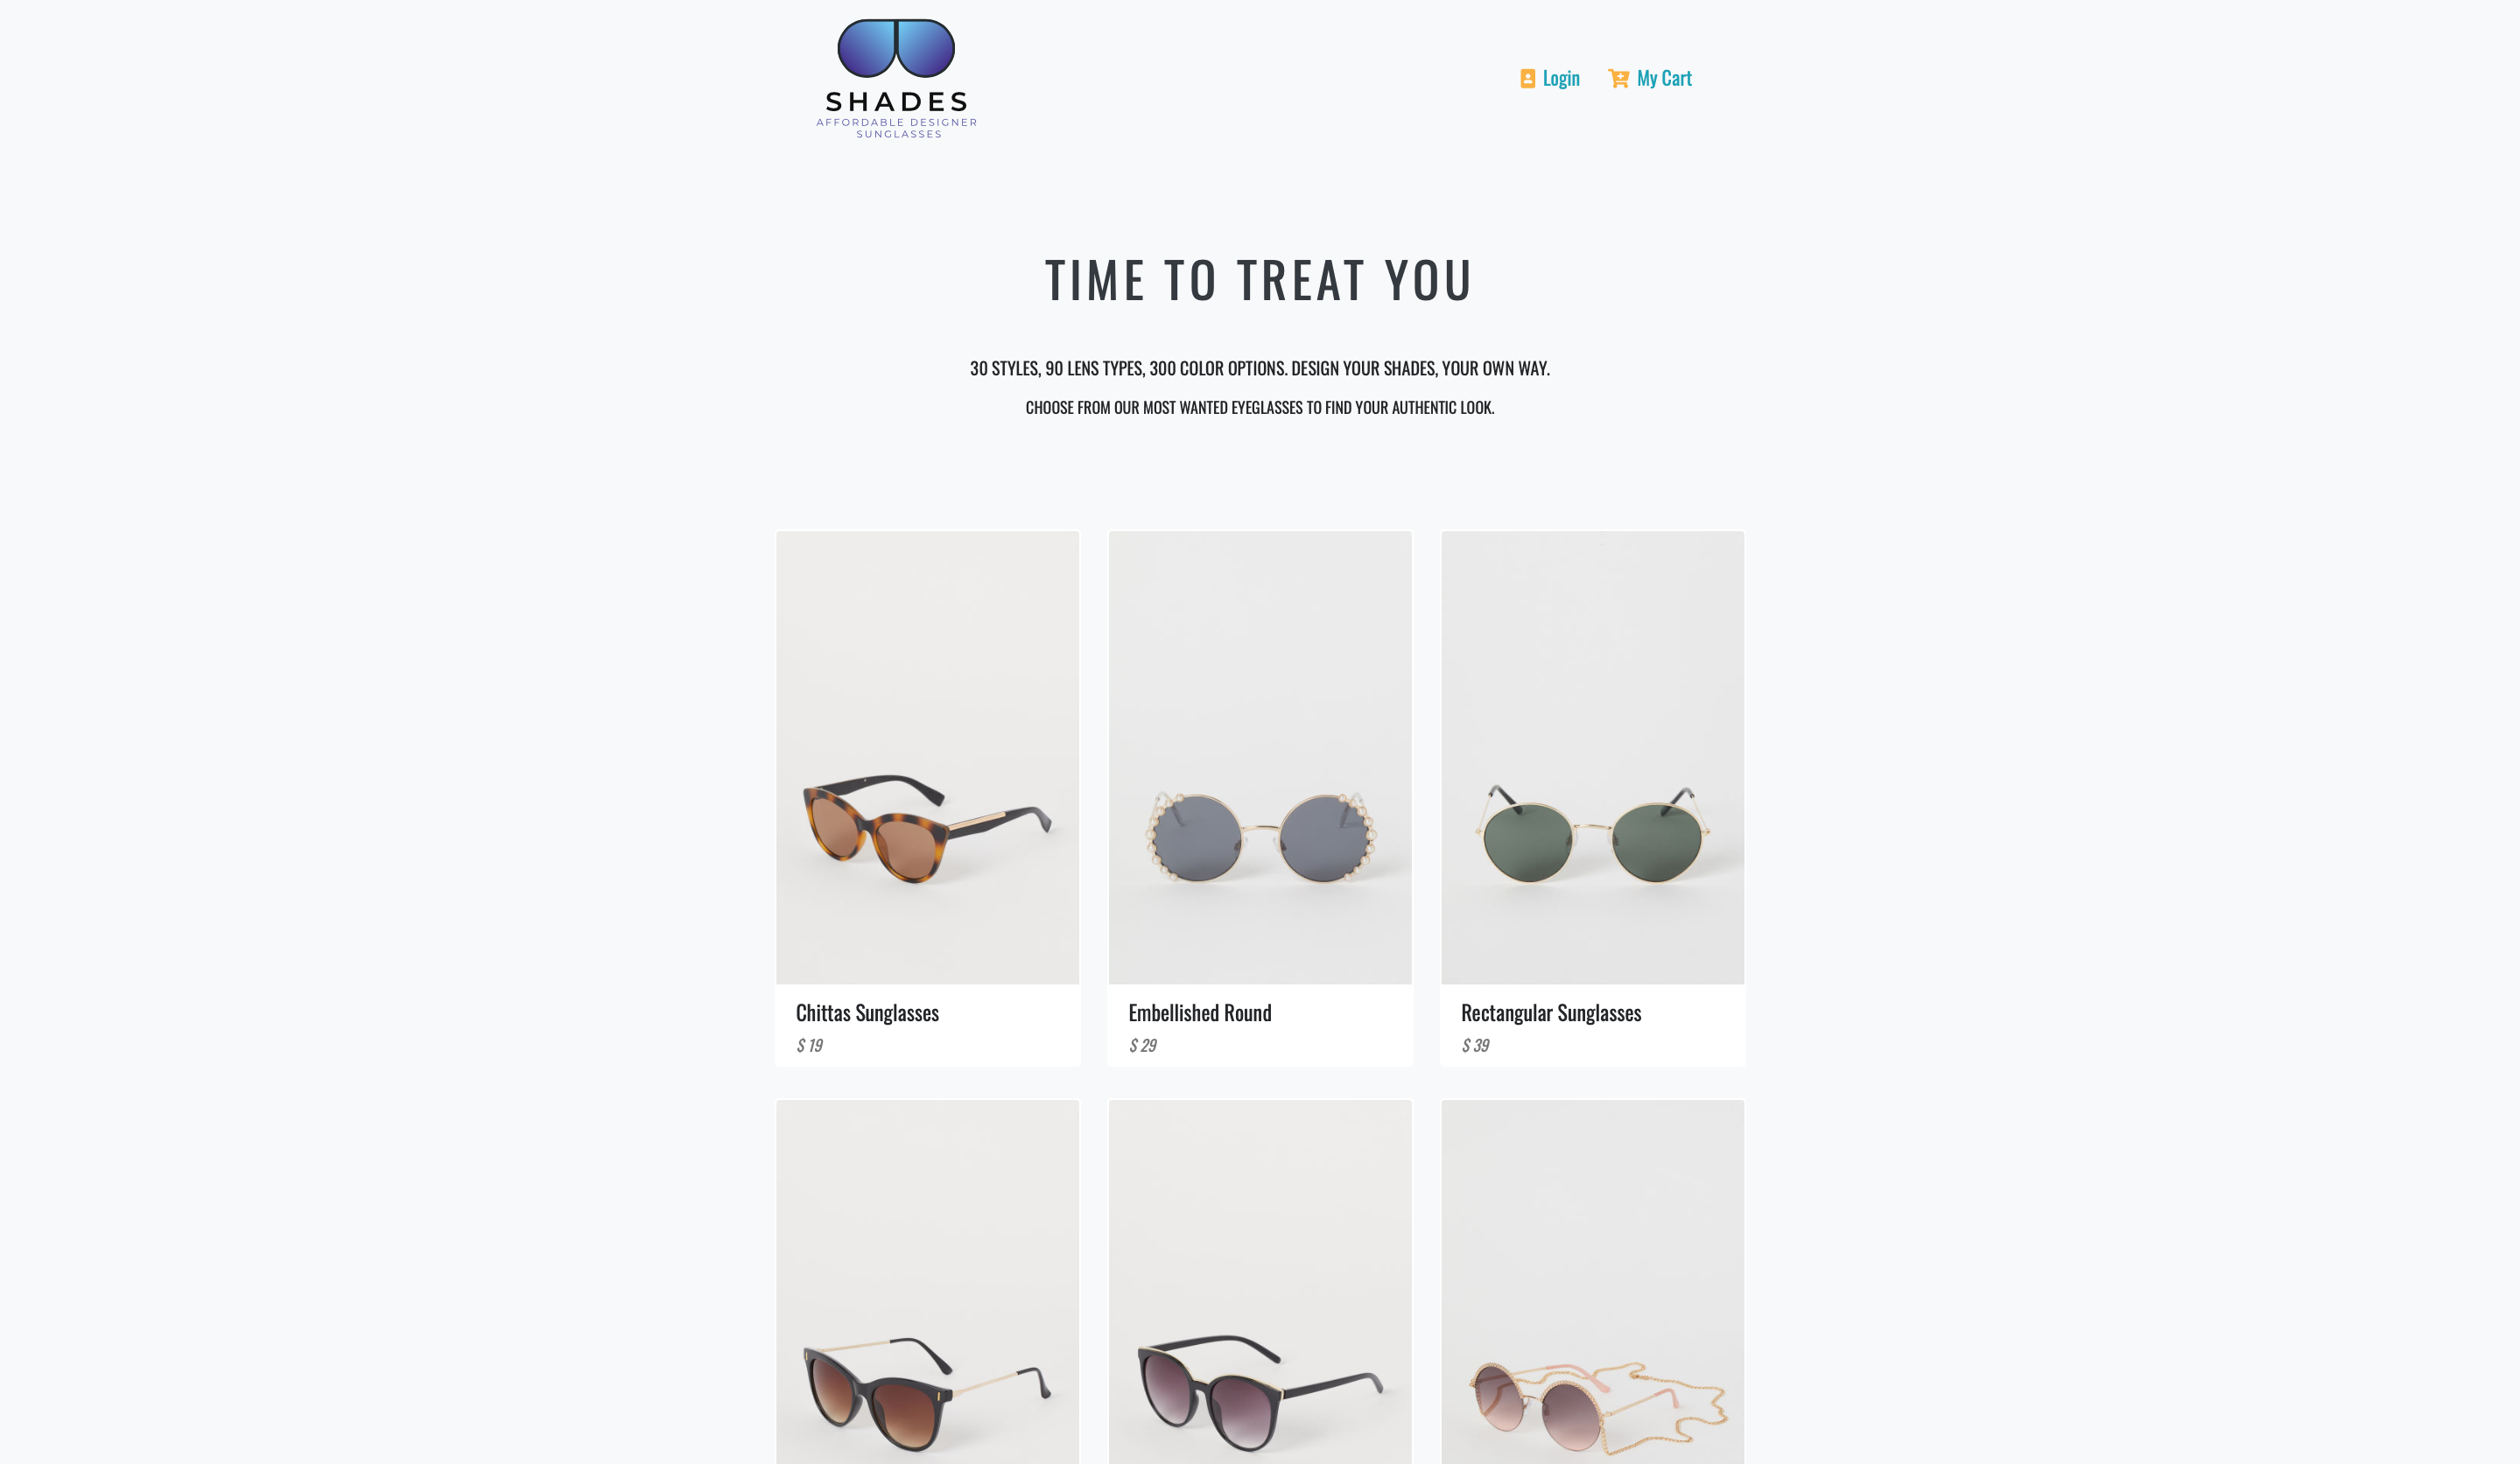 SHADES
AFFORDABLE DESIGNER
SUNGLASSES
Login
My Cart
TIME TO TREAT YOU
30 STYLES, 90 LENS TYPES, 300 COLOR OPTIONS. DESIGN YOUR SHADES, YOUR OWN WAY.
CHOOSE FROM OUR MOST WANTED EYEGLASSES TO FIND YOUR AUTHENTIC LOOK.
Chittas Sunglasses
$ 19
Embellished Round
$ 29
Rectangular Sunglasses
$ 39